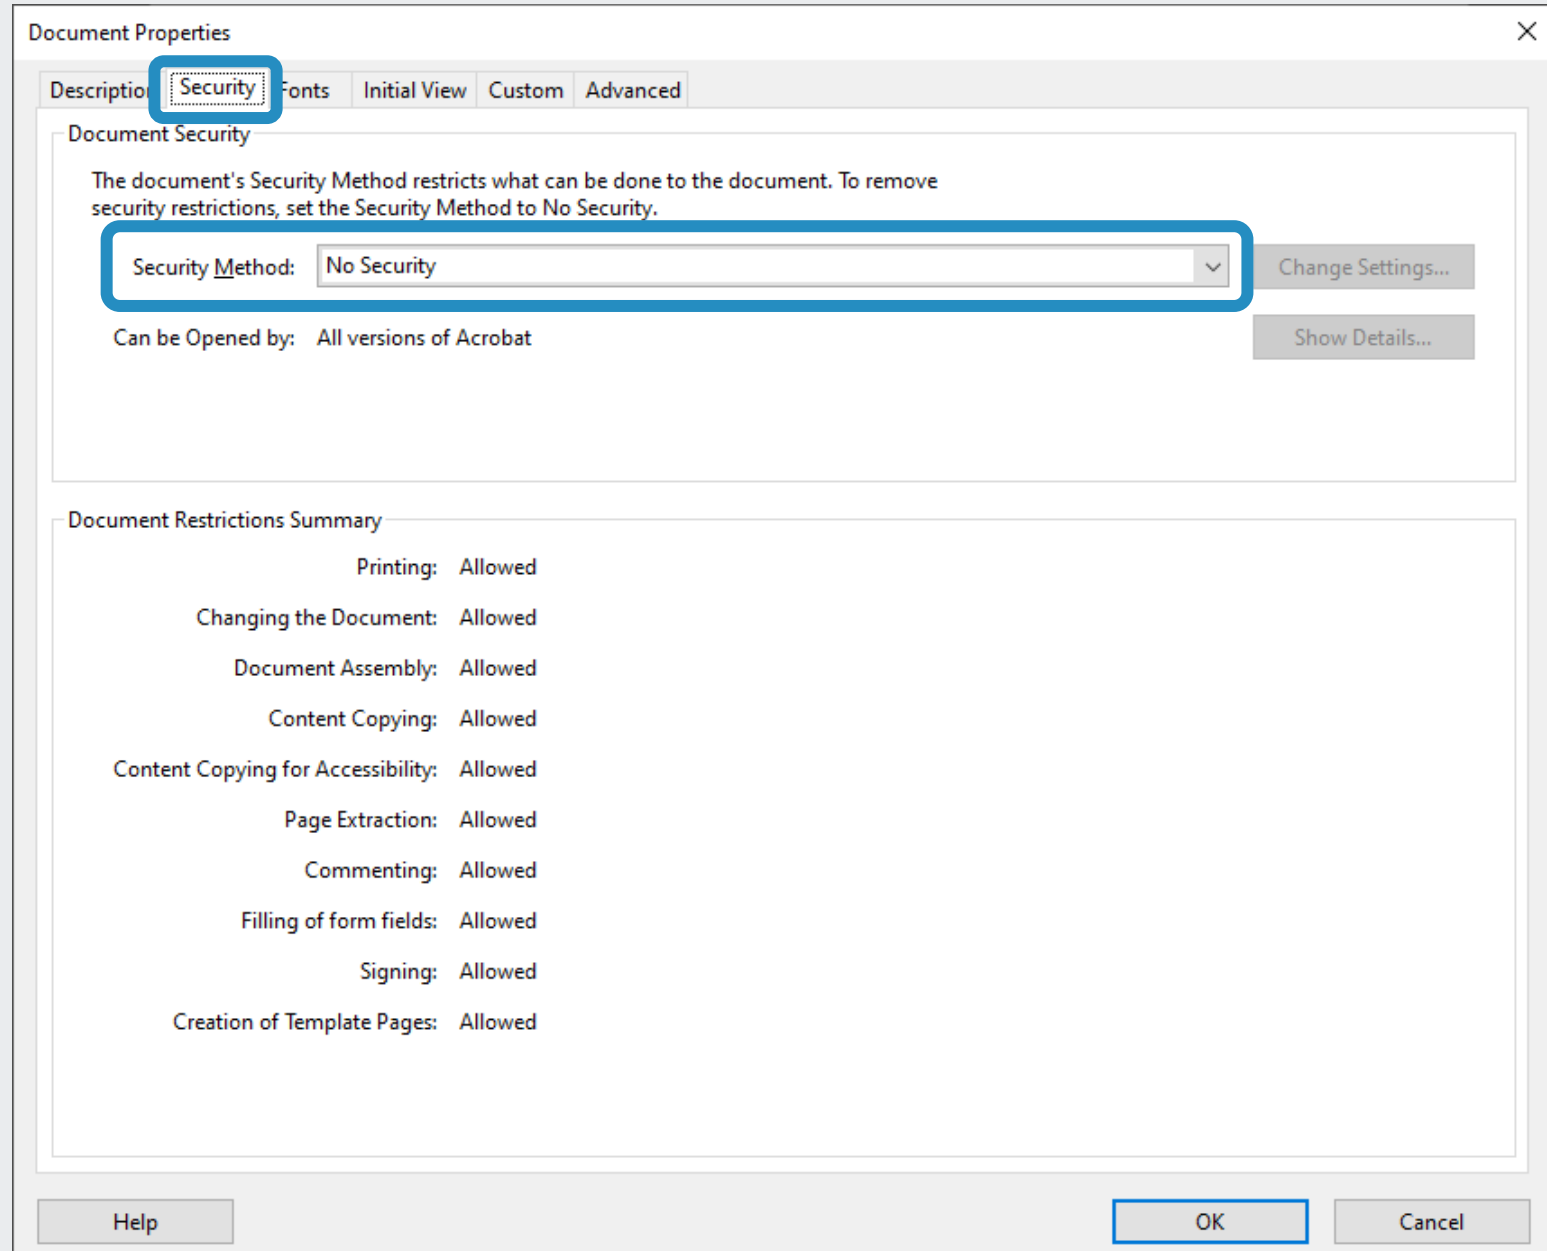 Document Properties
Description Security Fonts Initial View Custom Advanced
Document Security
The document's Security Method restricts what can be done to the document. To remove
security restrictions, set the Security Method to No Security.
Security Method: No Security Change Settings...
Can be Opened by: All versions of Acrobat Show Details...
Document Restrictions Summary
Printing: Allowed
Changing the Document: Allowed
Document Assembly: Allowed
Content Copying: Allowed
Content Copying for Accessibility: Allowed
Page Extraction: Allowed
Commenting: Allowed
Filling of form fields: Allowed
Signing: Allowed
Creation of Template Pages: Allowed
Help OK Cancel